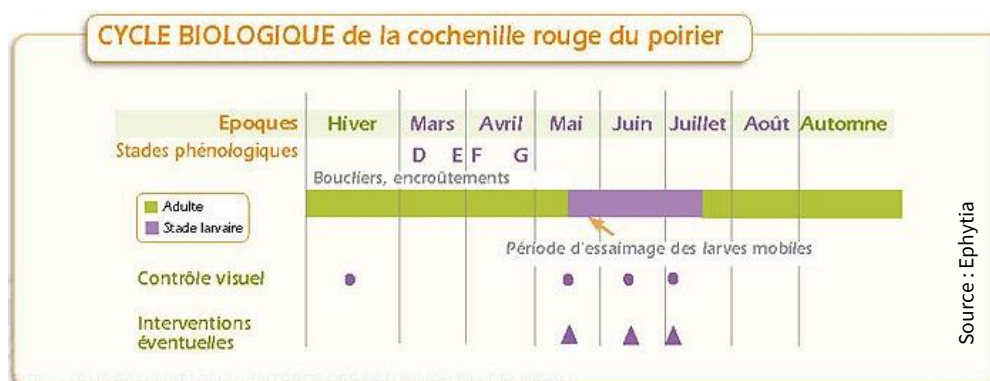 CYCLE BIOLOGIQUE de la cochenille rouge du poirier
Epoques Hiver Mars Avril Mai Juin Juillet Août Automne
Stades phénologiques D E F G
Boucliers, encroûtements
Adulte
Stade larvaire
Période d'essaimage des larves mobiles
Contrôle visuel
Interventions
éventuelles
Source : Ephytia